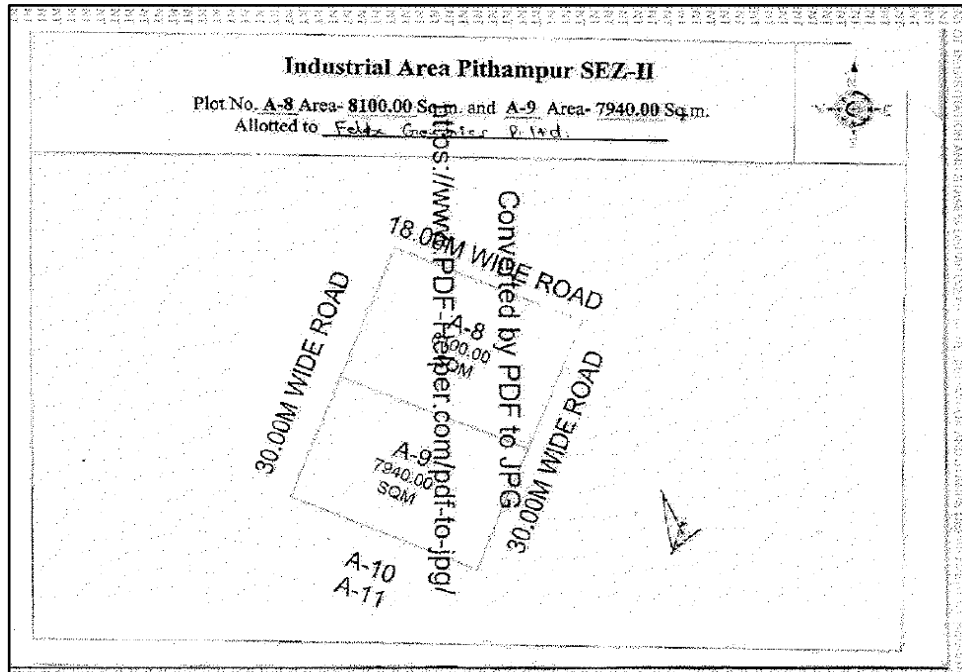 Industrial Area Pithampur SEZ-II
Plot No. A-8 Area- 8100.00 Sq.m. and A-9 Area- 7940.00 Sq.m.
Allotted to P. ltd.
https://www.PDF-Helper.com/pdf-to-jpg/
Converted by PDF to JPG
18.00M WIDE ROAD
30.00M WIDE ROAD
A-8
SQM
30.00M WIDE ROAD
A-9
7940.00
SQM
A-10
A-11